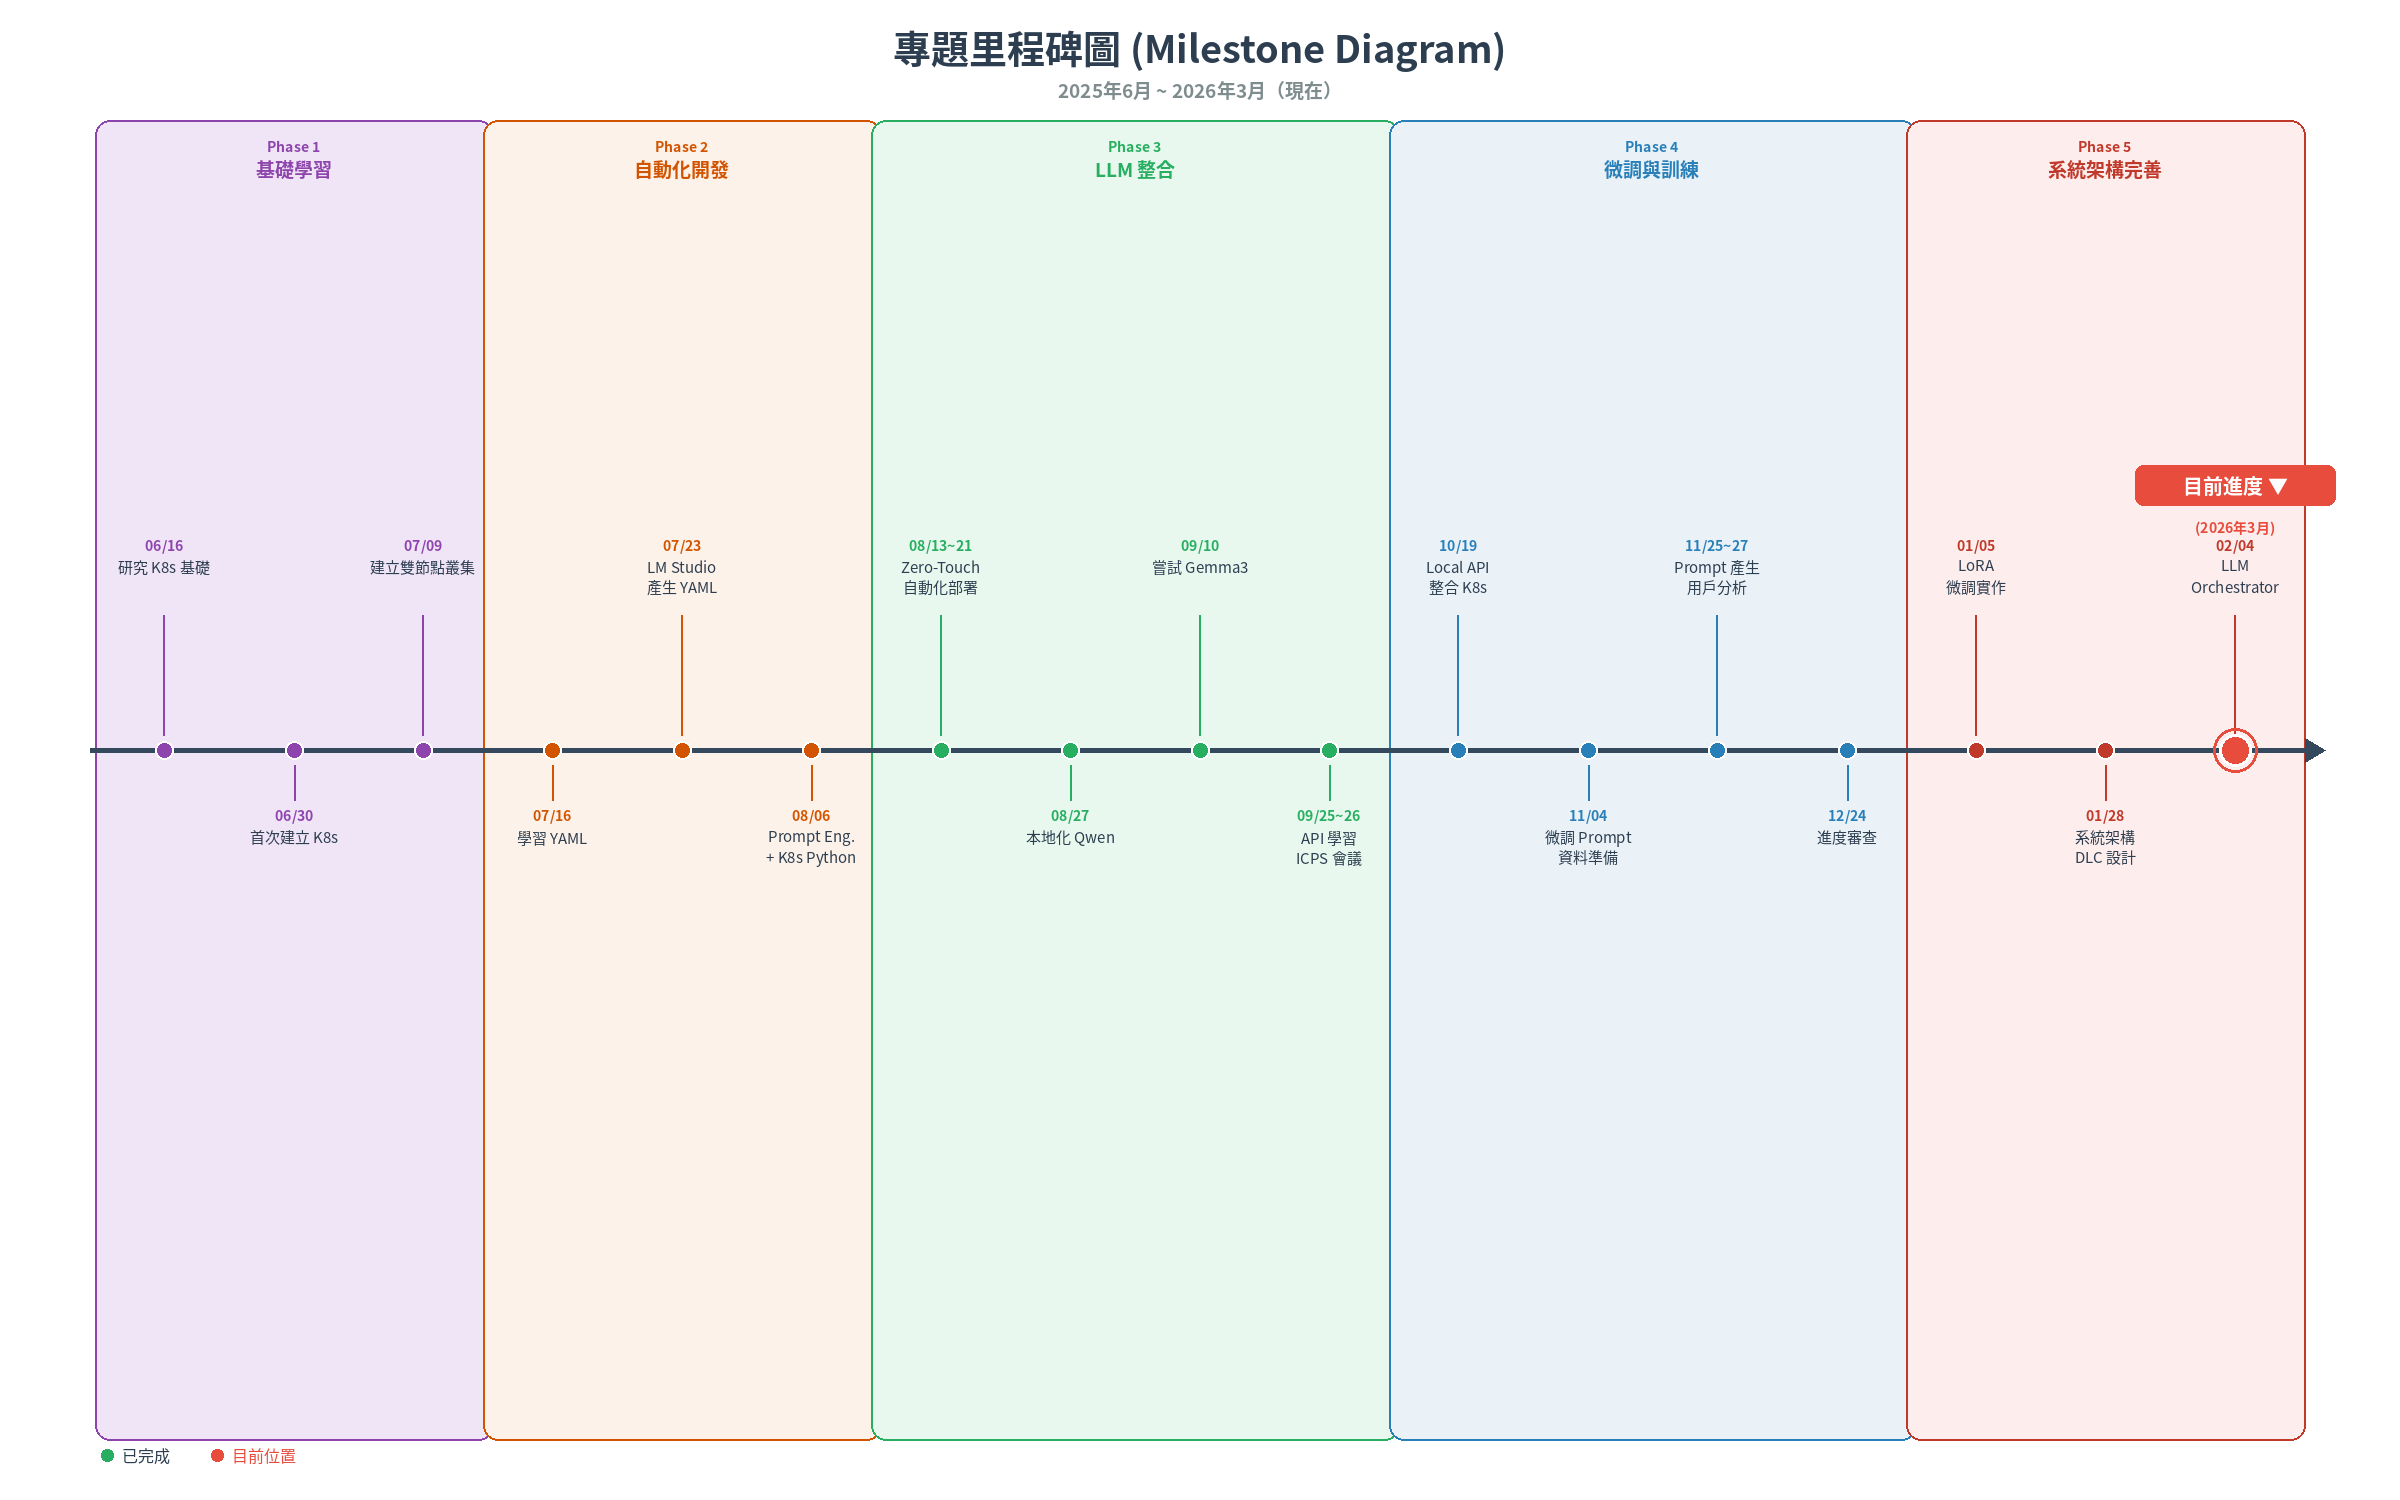 專題里程碑圖 (Milestone Diagram)
2025年6月 ~ 2026年3月（現在）
Phase 1
基礎學習
Phase 2
自動化開發
Phase 3
LLM 整合
Phase 4
微調與訓練
Phase 5
系統架構完善
目前進度 ▼
(2026年3月)
06/16
研究 K8s 基礎
07/09
建立雙節點叢集
07/23
LM Studio
產生 YAML
08/13~21
Zero-Touch
自動化部署
09/10
嘗試 Gemma3
10/19
Local API
整合 K8s
11/25~27
Prompt 產生
用戶分析
01/05
LoRA
微調實作
02/04
LLM
Orchestrator
06/30
首次建立 K8s
07/16
學習 YAML
08/06
Prompt Eng.
+ K8s Python
08/27
本地化 Qwen
09/25~26
API 學習
ICPS 會議
11/04
微調 Prompt
資料準備
12/24
進度審查
01/28
系統架構
DLC 設計
已完成
目前位置